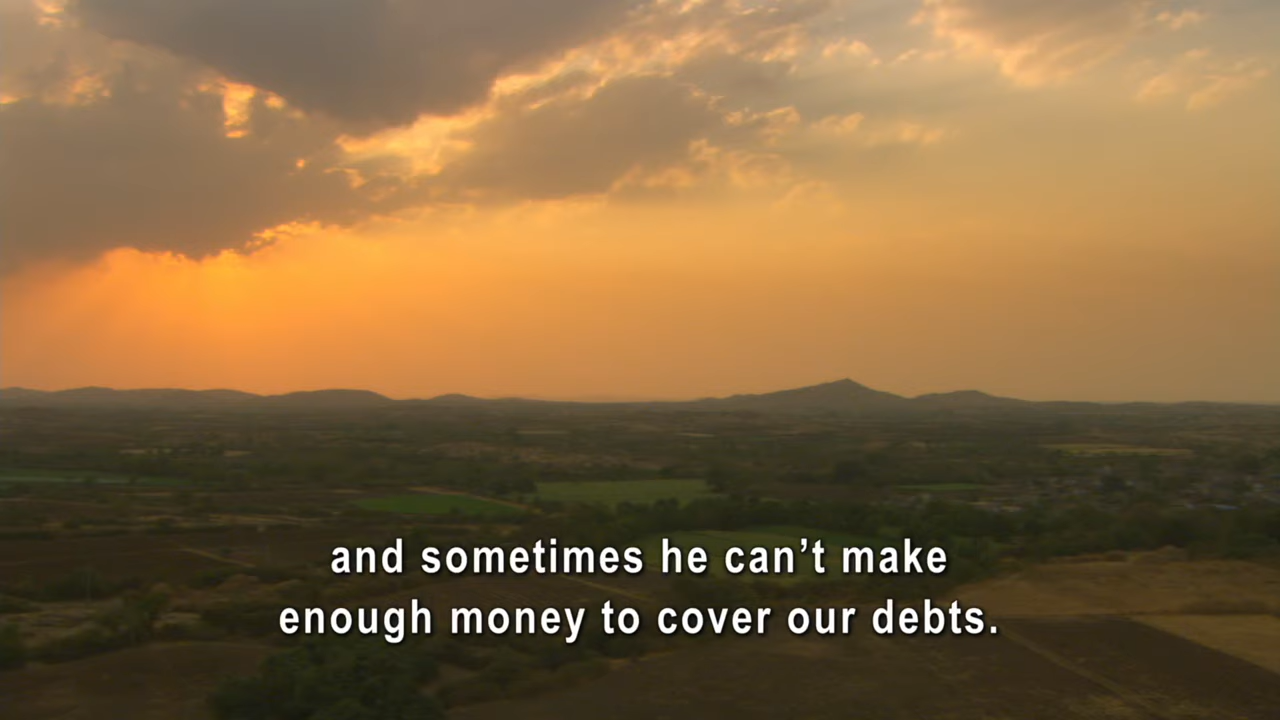 and sometimes he can’t make
enough money to cover our debts.